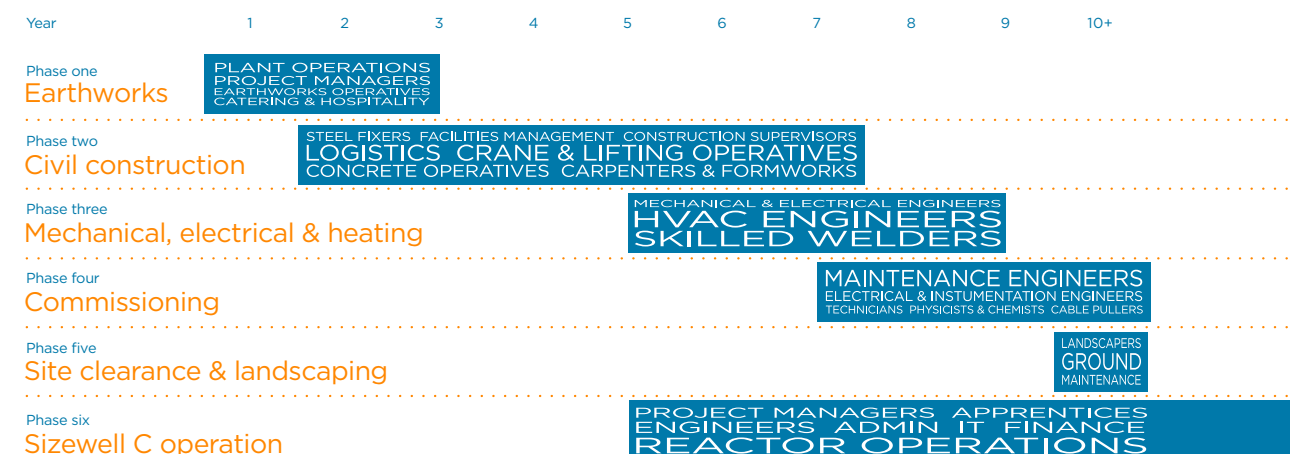 Year 1 2 3 4 5 6 7 8 9 10+
Phase one
Earthworks
PLANT OPERATIONS
PROJECT MANAGERS
EARTHWORKS OPERATIVES
CATERING & HOSPITALITY
Phase two
Civil construction
STEEL FIXERS FACILITIES MANAGEMENT CONSTRUCTION SUPERVISORS
LOGISTICS CRANE & LIFTING OPERATIVES
CONCRETE OPERATIVES CARPENTERS & FORMWORKS
Phase three
Mechanical, electrical & heating
MECHANICAL & ELECTRICAL ENGINEERS
HVAC ENGINEERS
SKILLED WELDERS
Phase four
Commissioning
MAINTENANCE ENGINEERS
ELECTRICAL & INSTUMENTATION ENGINEERS
TECHNICIANS PHYSICISTS & CHEMISTS CABLE PULLERS
Phase five
Site clearance & landscaping
LANDSCAPERS
GROUND
MAINTENANCE
Phase six
Sizewell C operation
PROJECT MANAGERS APPRENTICES
ENGINEERS ADMIN IT FINANCE
REACTOR OPERATIONS